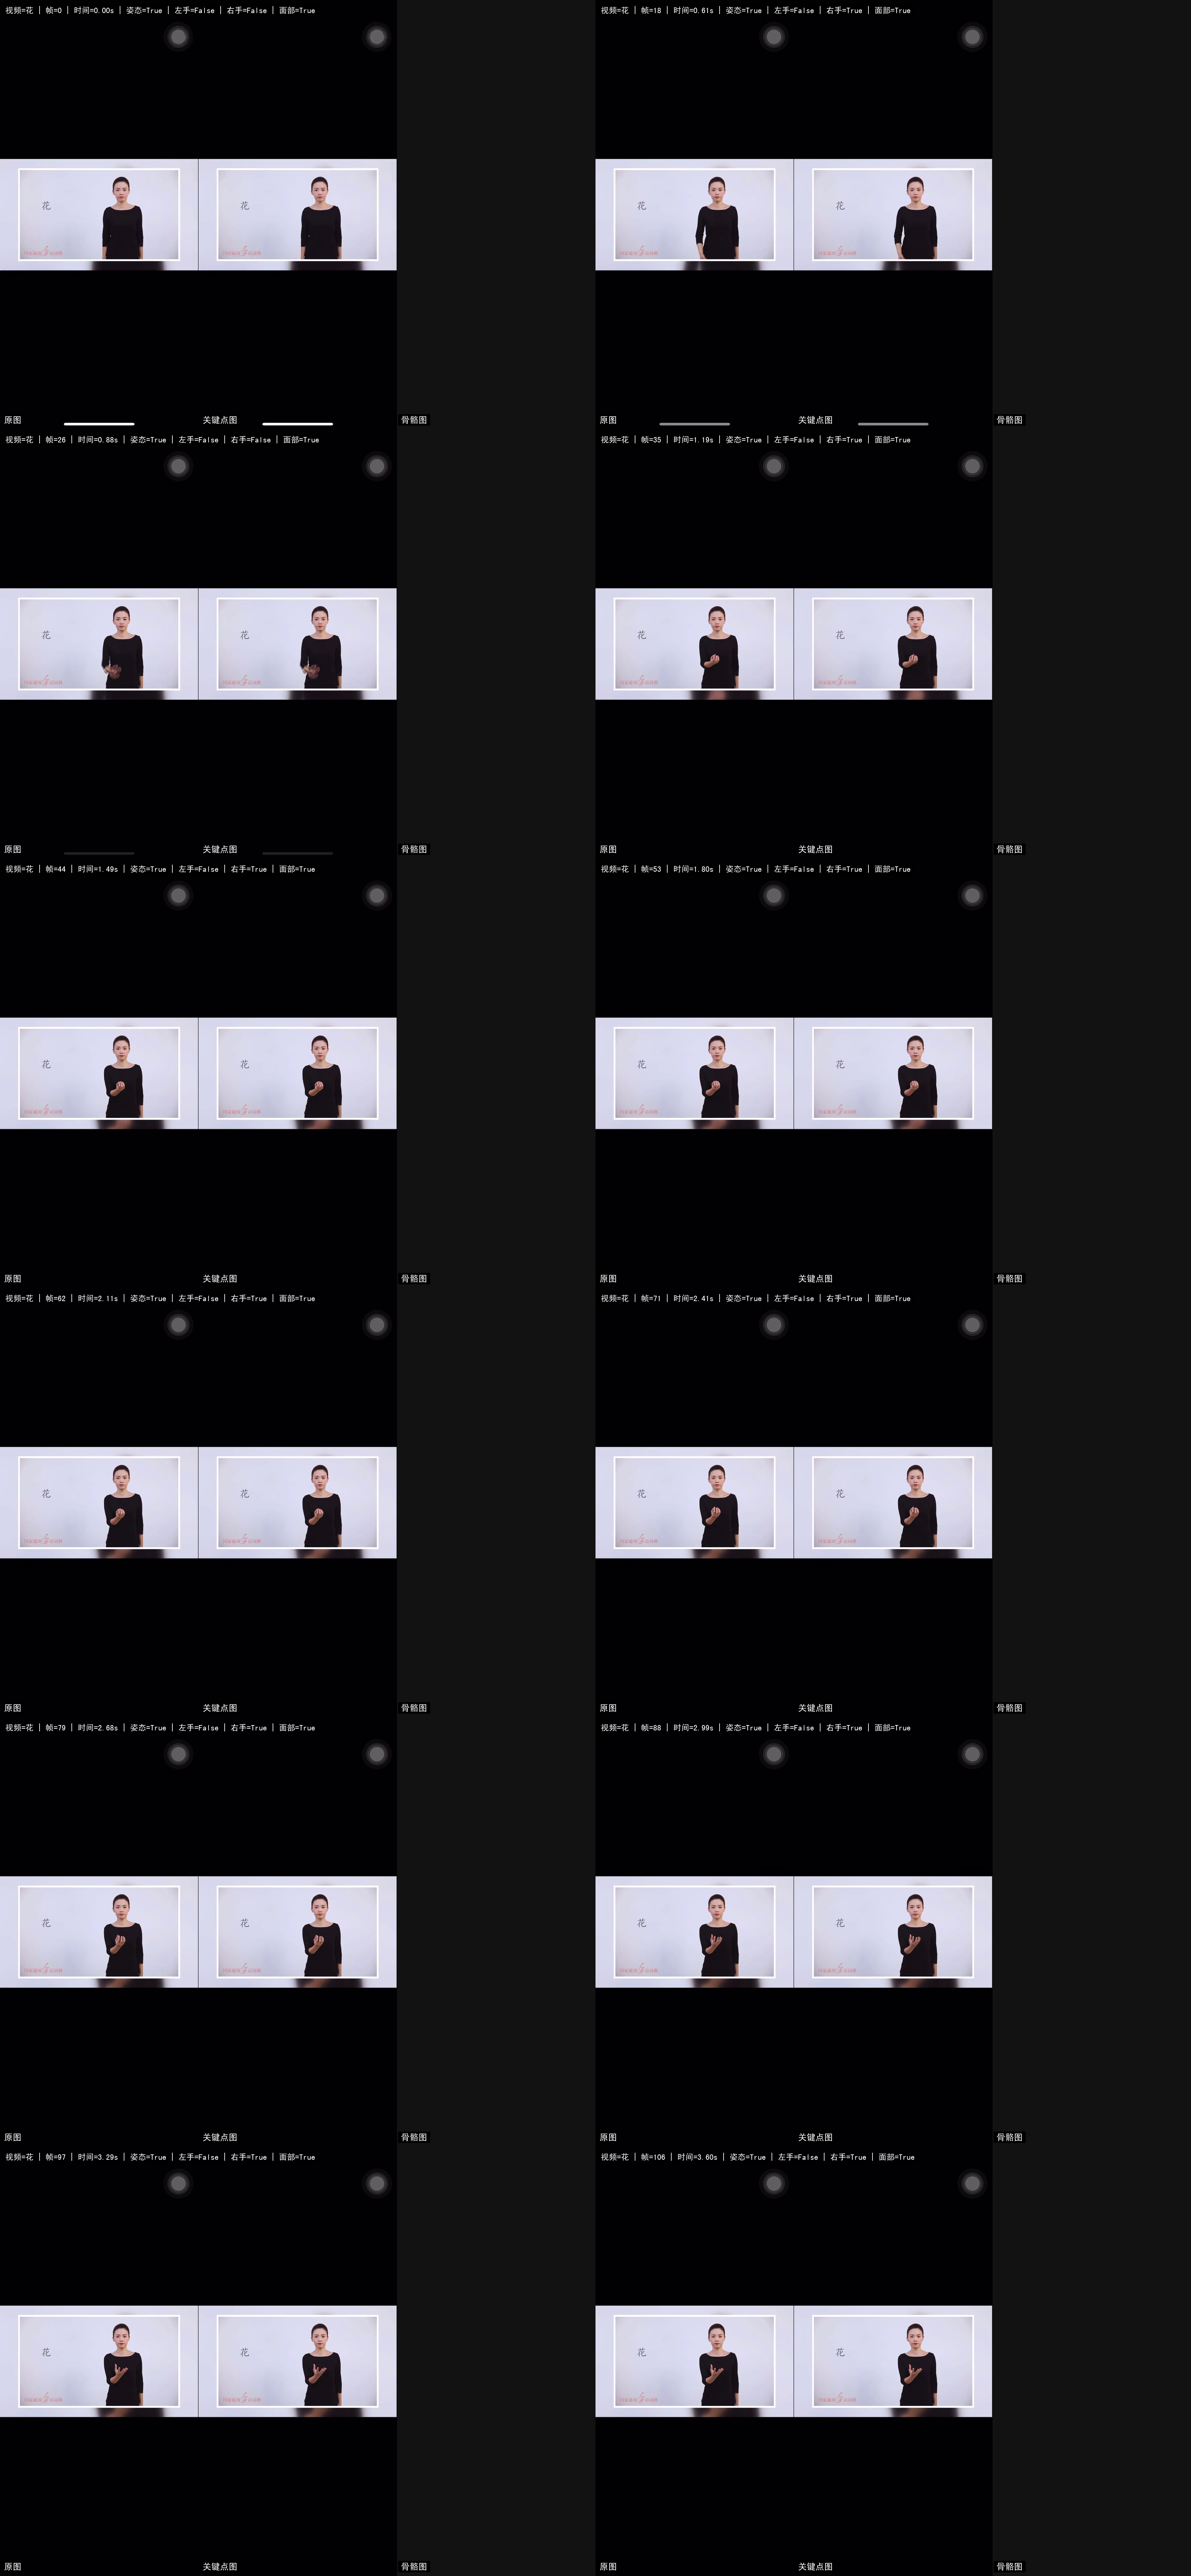 视频=花 | 帧=0 | 时间=0.00s | 姿态=True | 左手=False | 右手=False | 面部=True
花
花
原图
关键点图
骨骼图
视频=花 | 帧=18 | 时间=0.61s | 姿态=True | 左手=False | 右手=True | 面部=True
花
花
原图
关键点图
骨骼图
视频=花 | 帧=26 | 时间=0.88s | 姿态=True | 左手=False | 右手=False | 面部=True
花
花
原图
关键点图
骨骼图
视频=花 | 帧=35 | 时间=1.19s | 姿态=True | 左手=False | 右手=True | 面部=True
花
花
原图
关键点图
骨骼图
视频=花 | 帧=44 | 时间=1.49s | 姿态=True | 左手=False | 右手=True | 面部=True
花
花
原图
关键点图
骨骼图
视频=花 | 帧=53 | 时间=1.80s | 姿态=True | 左手=False | 右手=True | 面部=True
花
花
原图
关键点图
骨骼图
视频=花 | 帧=62 | 时间=2.11s | 姿态=True | 左手=False | 右手=True | 面部=True
花
花
原图
关键点图
骨骼图
视频=花 | 帧=71 | 时间=2.41s | 姿态=True | 左手=False | 右手=True | 面部=True
花
花
原图
关键点图
骨骼图
视频=花 | 帧=79 | 时间=2.68s | 姿态=True | 左手=False | 右手=True | 面部=True
花
花
原图
关键点图
骨骼图
视频=花 | 帧=88 | 时间=2.99s | 姿态=True | 左手=False | 右手=True | 面部=True
花
花
原图
关键点图
骨骼图
视频=花 | 帧=97 | 时间=3.29s | 姿态=True | 左手=False | 右手=True | 面部=True
花
花
原图
关键点图
骨骼图
视频=花 | 帧=106 | 时间=3.60s | 姿态=True | 左手=False | 右手=True | 面部=True
花
花
原图
关键点图
骨骼图